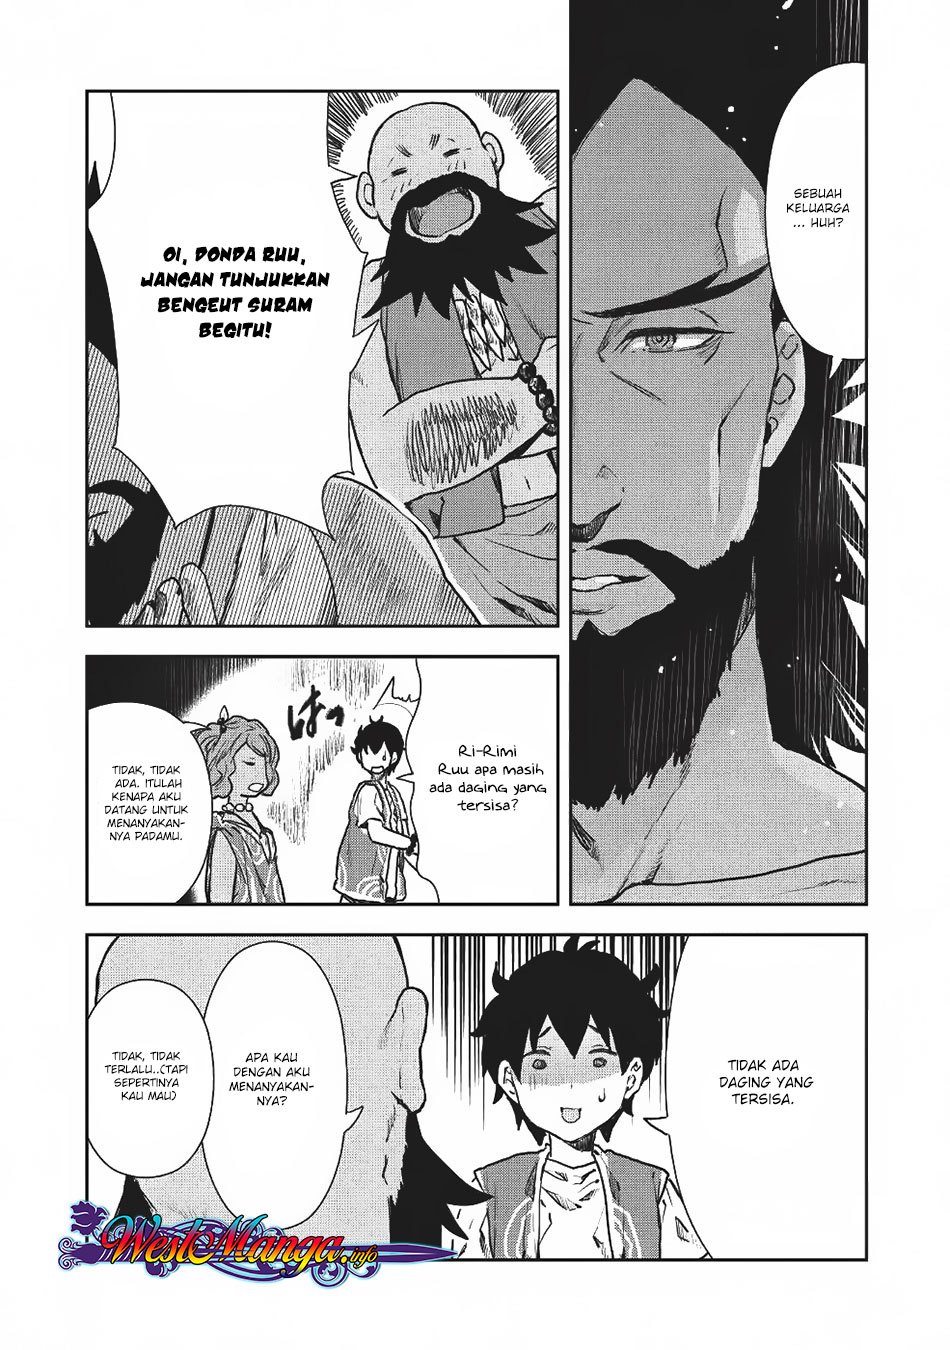 SEBUAH
KELUARGA
... HUH?
OI, DONDA RUU,
JANGAN TUNJUKKAN
BENGEUT SURAM
BEGITU!
はっ
Ri-Rimi
Ruu apa masih
ada daging yang
tersisa?
TIDAK, TIDAK
ADA. ITULAH
KENAPA AKU
DATANG UNTUK
MENANYAKAN-
NYA PADAMU.
TIDAK ADA
DAGING YANG
TERSISA.
APA KAU
DENGAN AKU
MENANYAKAN-
NYA?
TIDAK, TIDAK
TERLALU..(TAPI
SEPERTINYA
KAU MAU)
WestManga.info